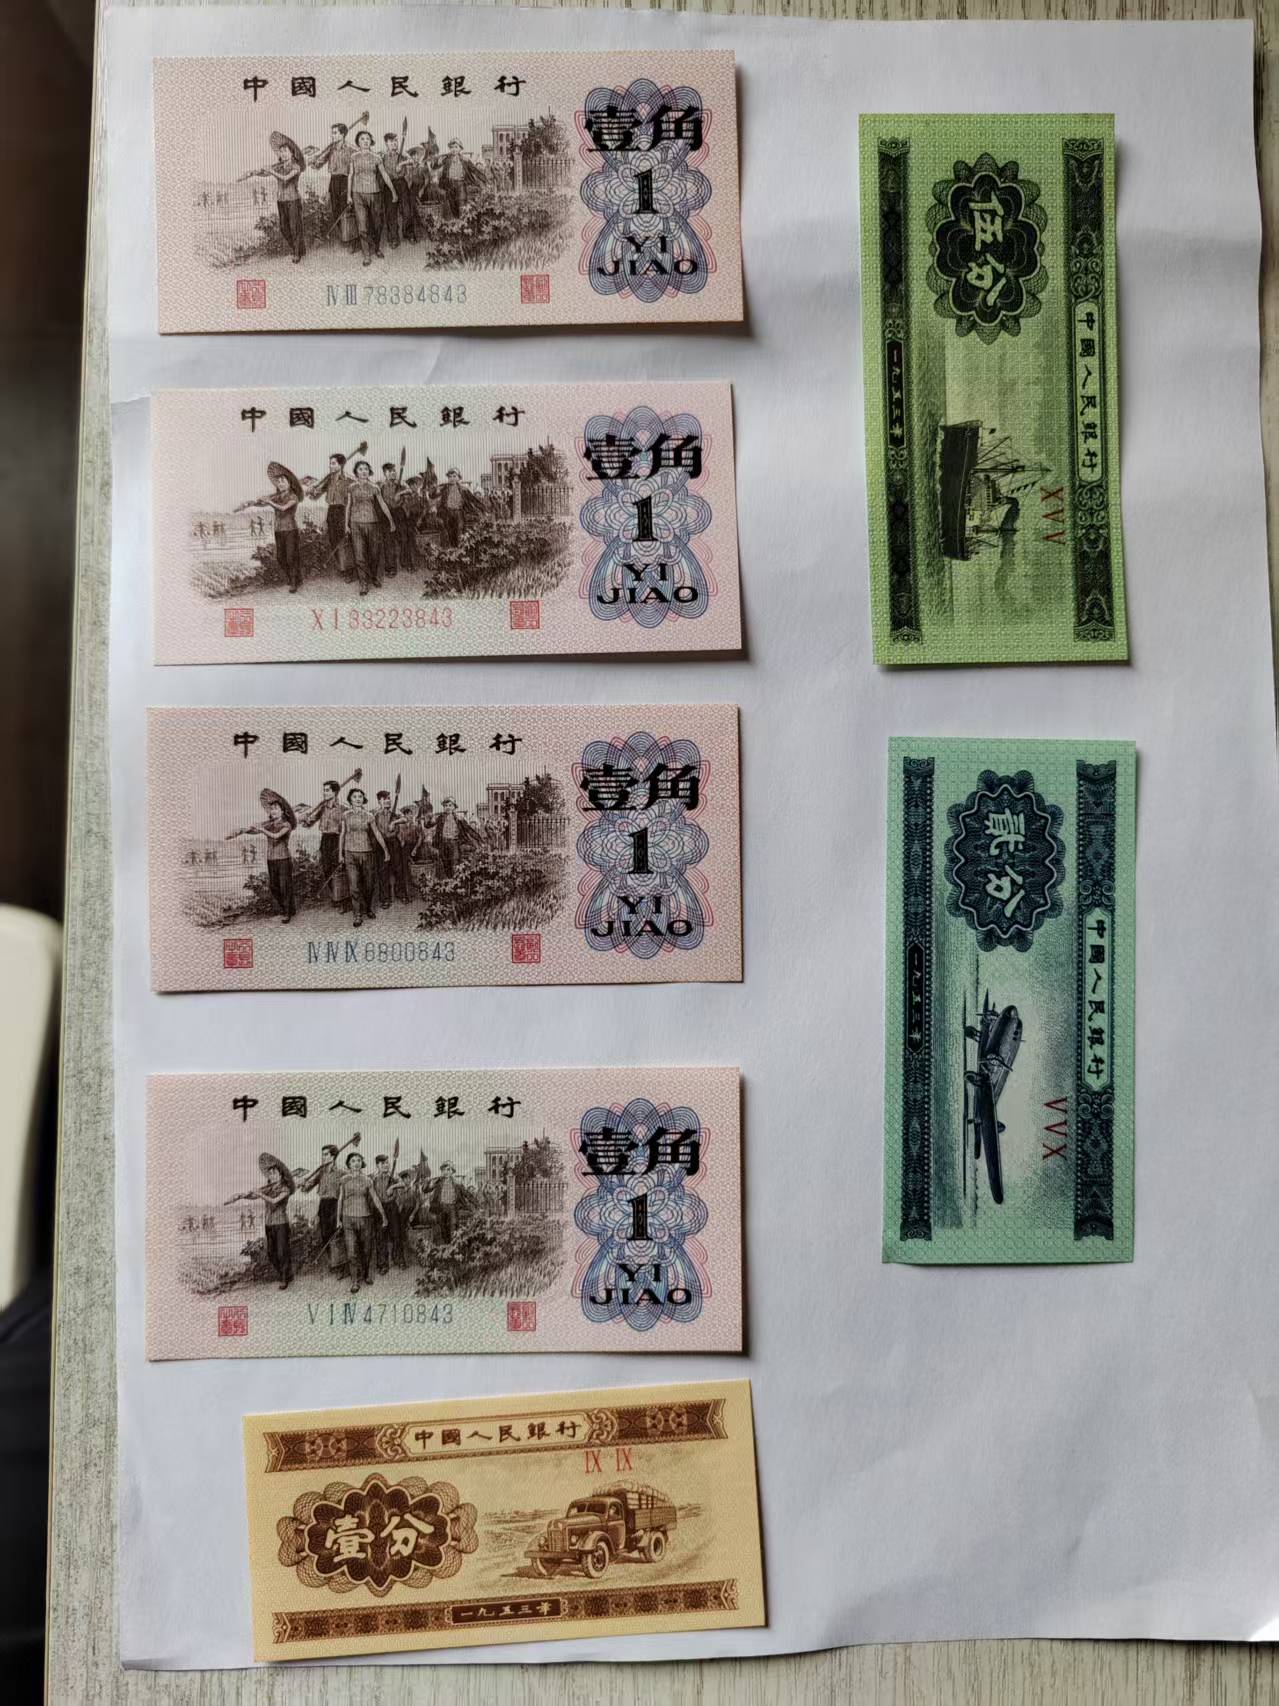 中國人民銀行
壹角
1
YI
JIAO
ⅣⅢ78384843
中國人民銀行
壹角
1
YI
JIAO
ⅩⅠ33223843
中國人民銀行
壹角
1
YI
JIAO
ⅣⅣⅨ6800843
中國人民銀行
壹角
1
YI
JIAO
ⅤⅠⅣ4710843
中國人民銀行
ⅨⅨ
壹分
一九五三年
中國人民銀行
伍分
ⅩⅤⅤ
一九五三年
中國人民銀行
貳分
ⅤⅤⅩ
一九五三年